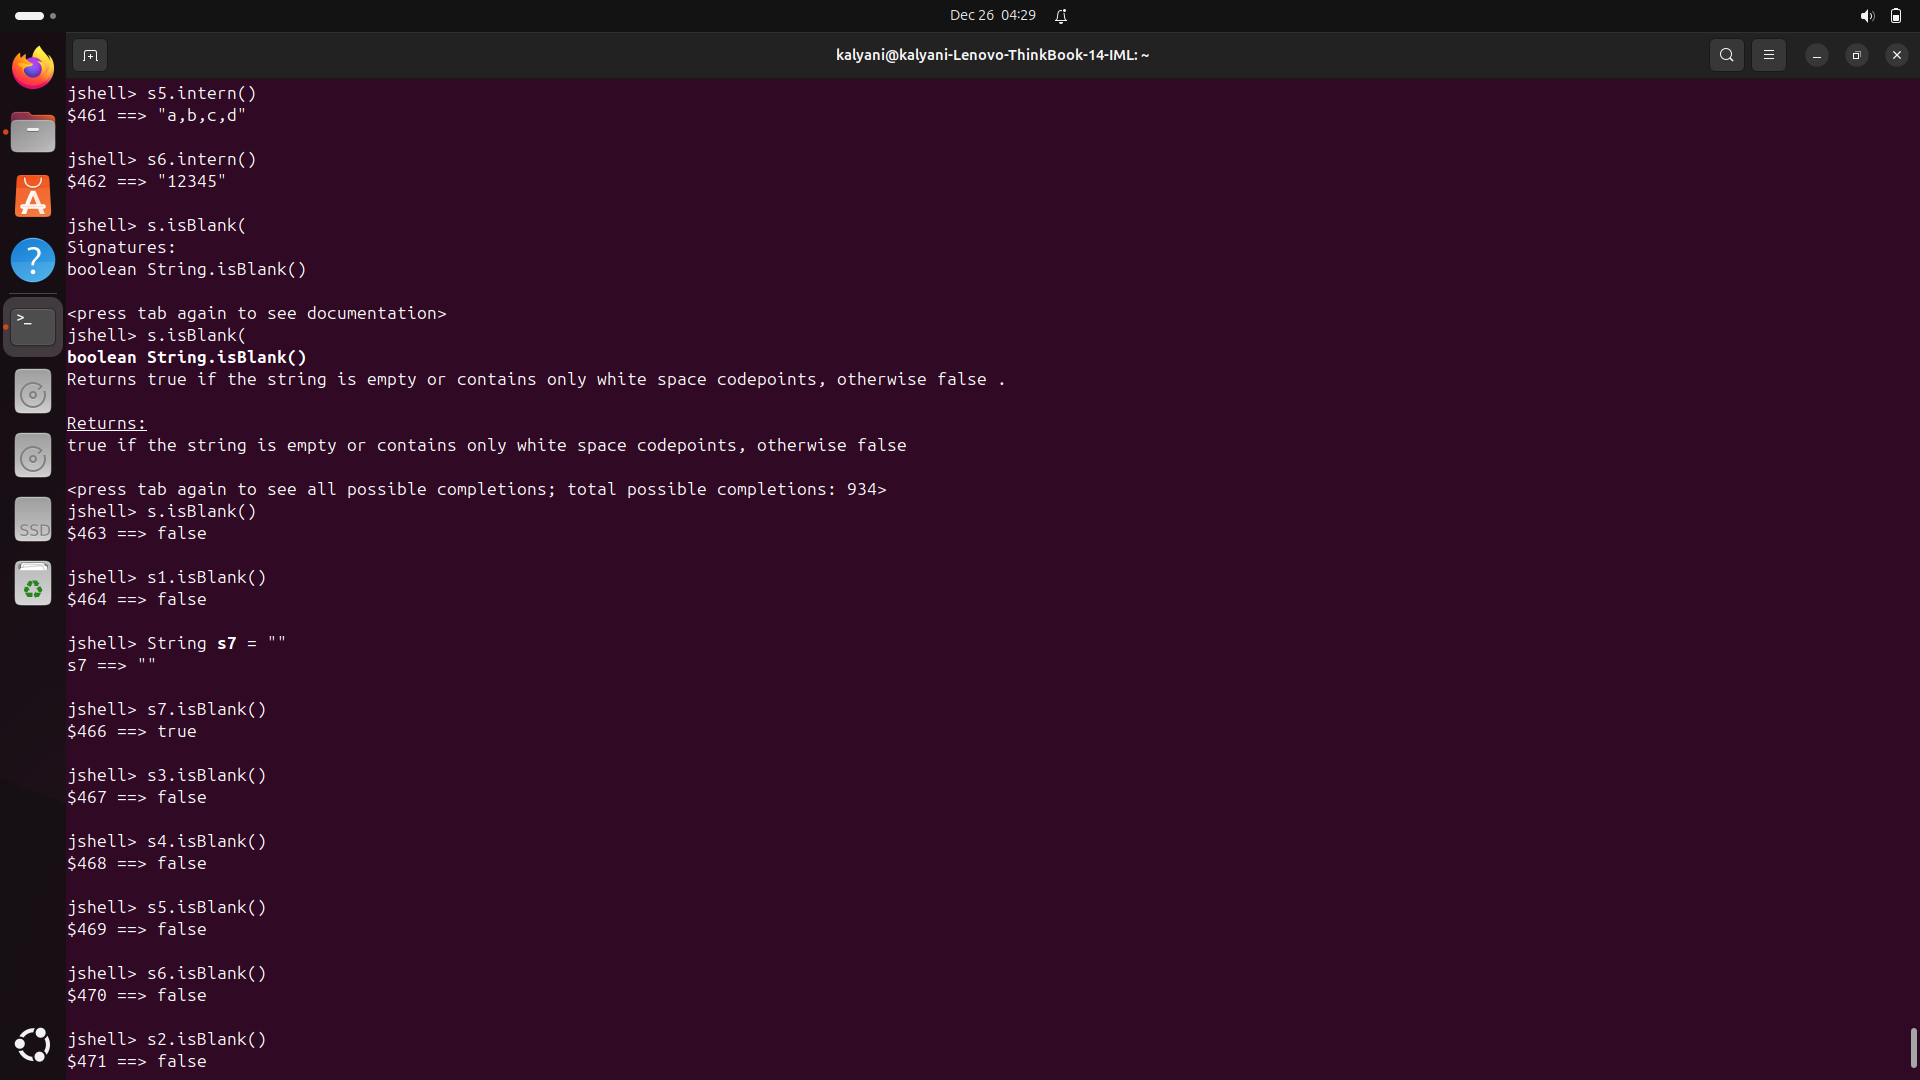 Dec 26 04:29
kalyani@kalyani-Lenovo-ThinkBook-14-IML: ~
jshell> s5.intern()
$461 ==> "a,b,c,d"
jshell> s6.intern()
$462 ==> "12345"
jshell> s.isBlank(
Signatures:
boolean String.isBlank()
<press tab again to see documentation>
jshell> s.isBlank(
boolean String.isBlank()
Returns true if the string is empty or contains only white space codepoints, otherwise false .
Returns:
true if the string is empty or contains only white space codepoints, otherwise false
<press tab again to see all possible completions; total possible completions: 934>
jshell> s.isBlank()
$463 ==> false
jshell> s1.isBlank()
$464 ==> false
jshell> String s7 = ""
s7 ==> ""
jshell> s7.isBlank()
$466 ==> true
jshell> s3.isBlank()
$467 ==> false
jshell> s4.isBlank()
$468 ==> false
jshell> s5.isBlank()
$469 ==> false
jshell> s6.isBlank()
$470 ==> false
jshell> s2.isBlank()
$471 ==> false
SSD